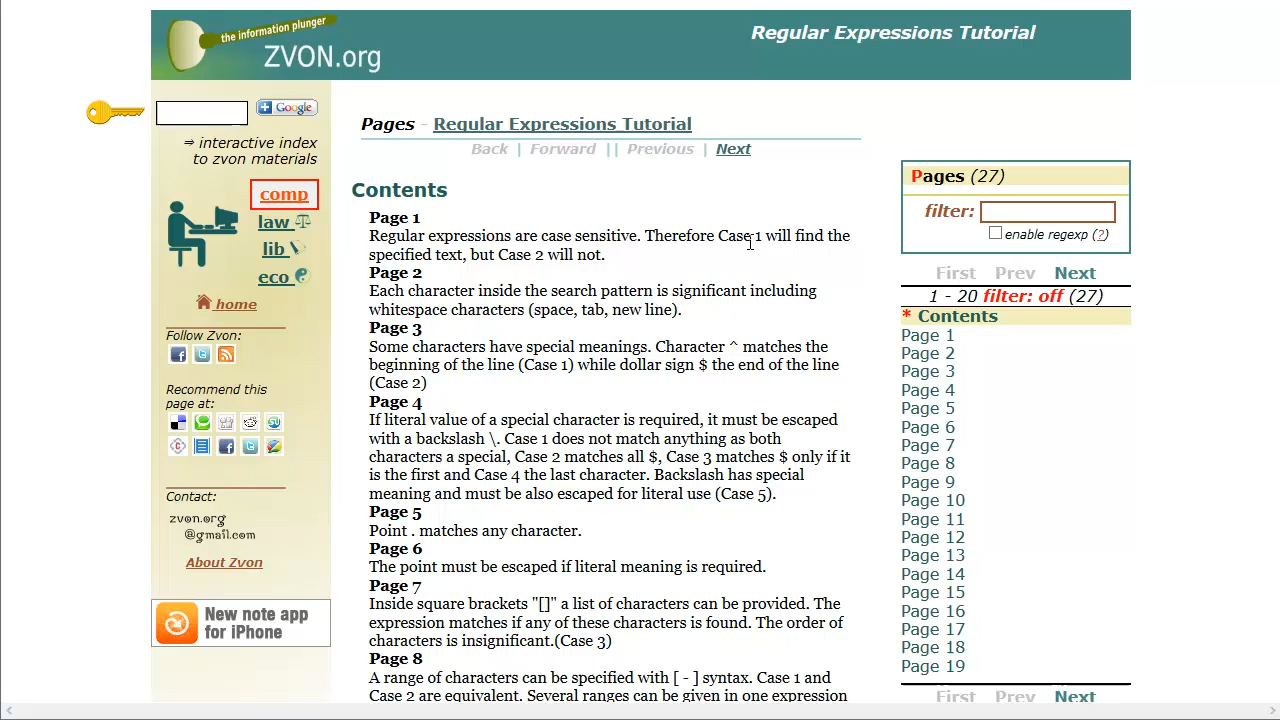 the information plunger
ZVON.org
Regular Expressions Tutorial
Google
⇒ interactive index
to zvon materials
comp
law
lib
eco
home
Follow Zvon:
Recommend this
page at:
Contact:
zvon.org
@gmail.com
About Zvon
New note app
for iPhone
Pages - Regular Expressions Tutorial
Back | Forward || Previous | Next
Contents
Page 1
Regular expressions are case sensitive. Therefore Case 1 will find the
specified text, but Case 2 will not.
Page 2
Each character inside the search pattern is significant including
whitespace characters (space, tab, new line).
Page 3
Some characters have special meanings. Character ^ matches the
beginning of the line (Case 1) while dollar sign $ the end of the line
(Case 2)
Page 4
If literal value of a special character is required, it must be escaped
with a backslash \. Case 1 does not match anything as both
characters a special, Case 2 matches all $, Case 3 matches $ only if it
is the first and Case 4 the last character. Backslash has special
meaning and must be also escaped for literal use (Case 5).
Page 5
Point . matches any character.
Page 6
The point must be escaped if literal meaning is required.
Page 7
Inside square brackets "[]" a list of characters can be provided. The
expression matches if any of these characters is found. The order of
characters is insignificant.(Case 3)
Page 8
A range of characters can be specified with [ - ] syntax. Case 1 and
Case 2 are equivalent. Several ranges can be given in one expression
Pages (27)
filter:
enable regexp (?)
First Prev Next
1 - 20 filter: off (27)
* Contents
Page 1
Page 2
Page 3
Page 4
Page 5
Page 6
Page 7
Page 8
Page 9
Page 10
Page 11
Page 12
Page 13
Page 14
Page 15
Page 16
Page 17
Page 18
Page 19
First Prev Next